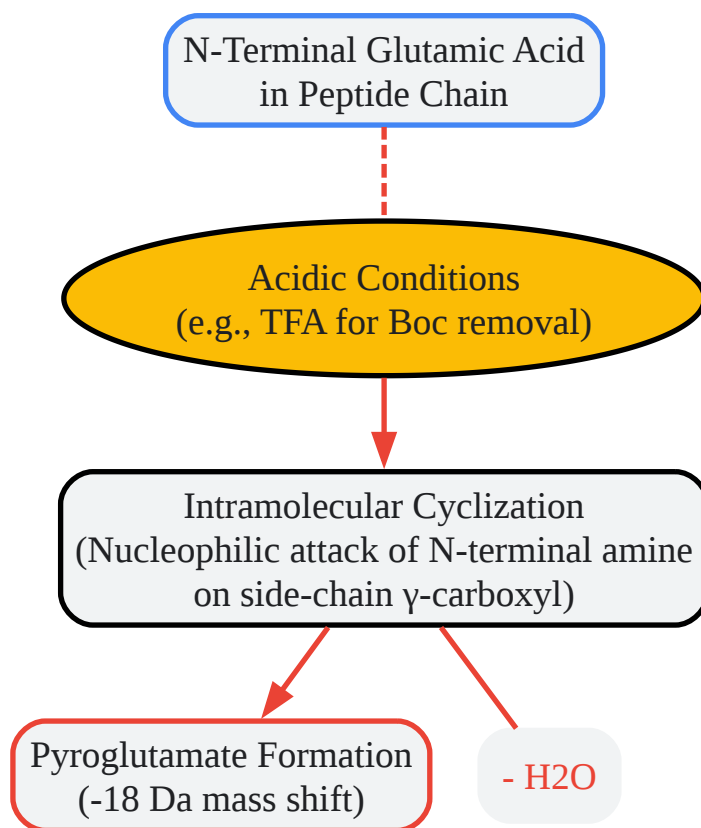 N-Terminal Glutamic Acid
in Peptide Chain
Acidic Conditions
(e.g., TFA for Boc removal)
Intramolecular Cyclization
(Nucleophilic attack of N-terminal amine
on side-chain γ-carboxyl)
Pyroglutamate Formation
(-18 Da mass shift)
- H2O